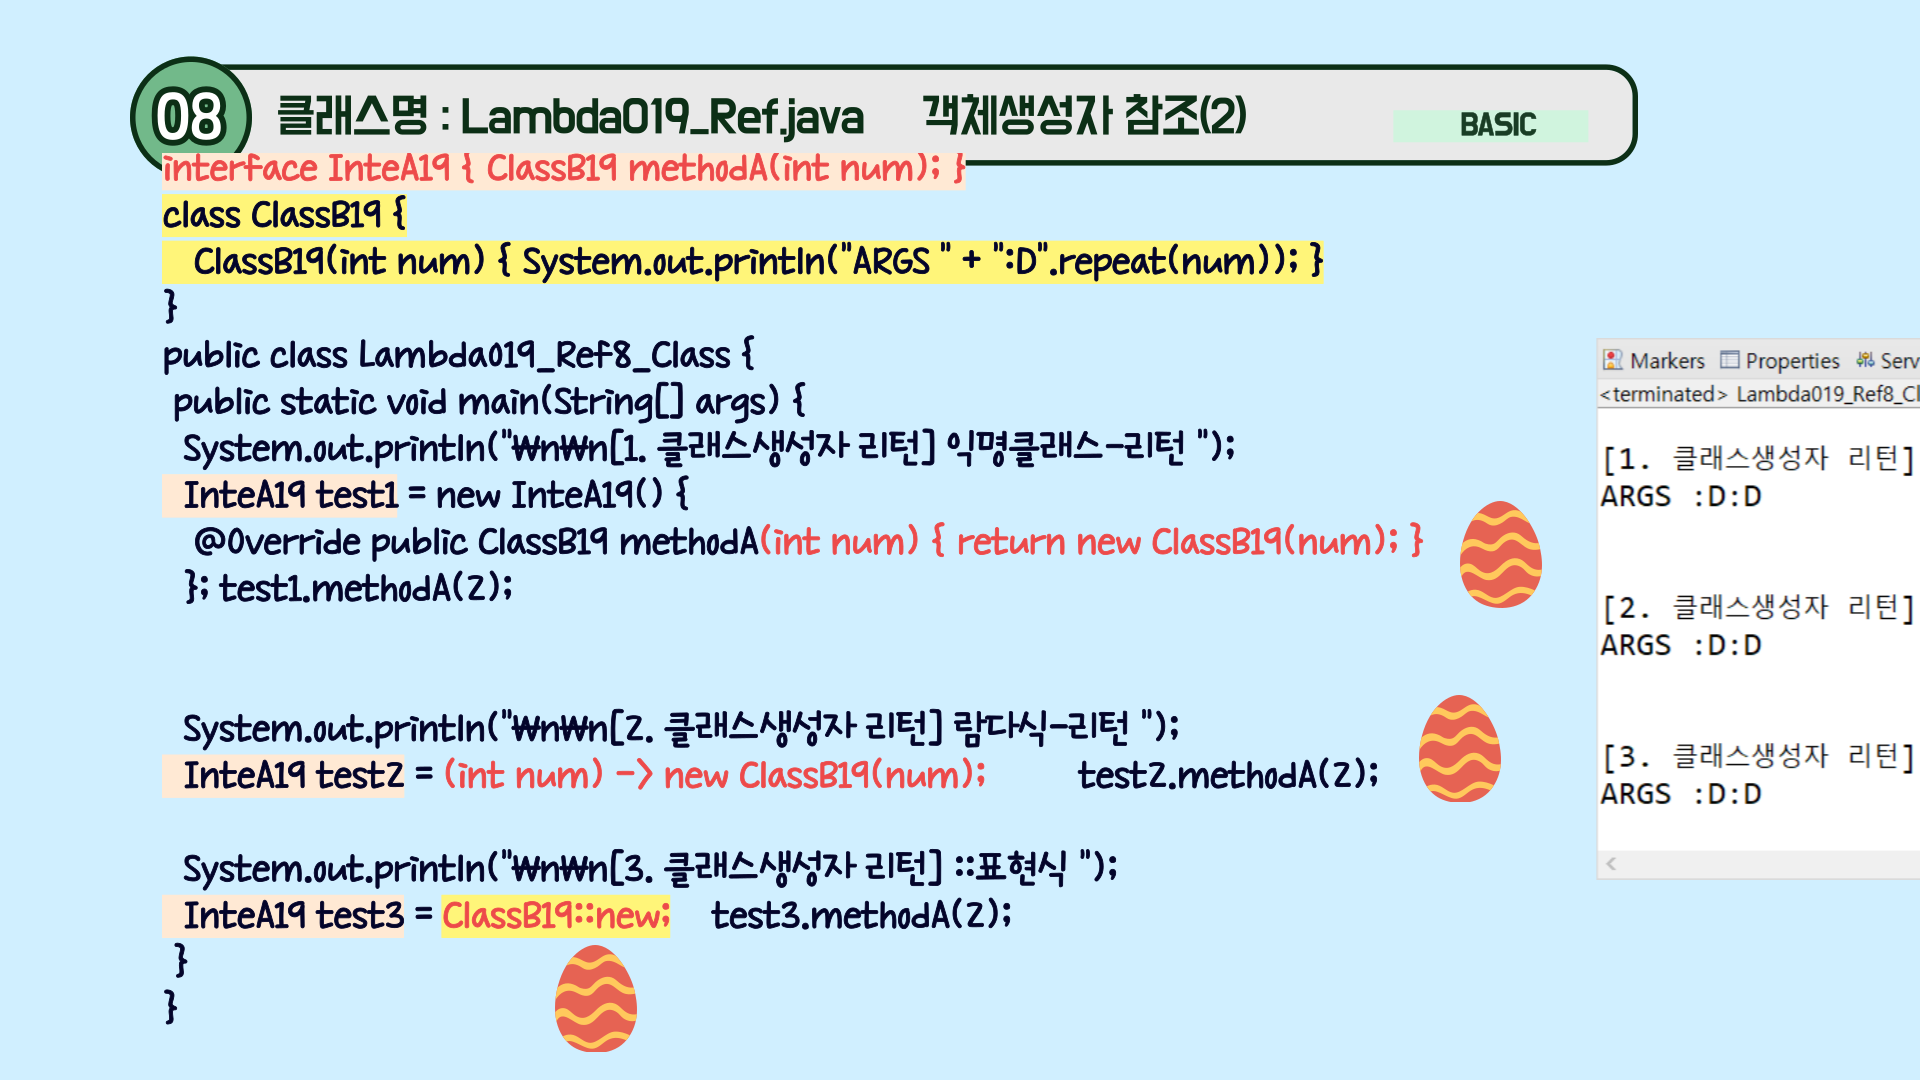 08 클래스명 : Lambda019_Ref.java 객체생성자 참조(2) BASIC
interface InteA19 { ClassB19 methodA(int num); }
class ClassB19 {
ClassB19(int num) { System.out.println("ARGS " + ":D".repeat(num)); }
}
public class Lambda019_Ref8_Class {
public static void main(String[] args) {
System.out.println("₩n₩n[1. 클래스생성자 리턴] 익명클래스-리턴 ");
InteA19 test1 = new InteA19() {
@Override public ClassB19 methodA(int num) { return new ClassB19(num); }
}; test1.methodA(2);
System.out.println("₩n₩n[2. 클래스생성자 리턴] 람다식-리턴 ");
InteA19 test2 = (int num) -> new ClassB19(num); test2.methodA(2);
System.out.println("₩n₩n[3. 클래스생성자 리턴] ::표현식 ");
InteA19 test3 = ClassB19::new; test3.methodA(2);
}
}
Markers Properties Serv
<terminated> Lambda019_Ref8_Cl
[1. 클래스생성자 리턴]
ARGS :D:D
[2. 클래스생성자 리턴]
ARGS :D:D
[3. 클래스생성자 리턴]
ARGS :D:D